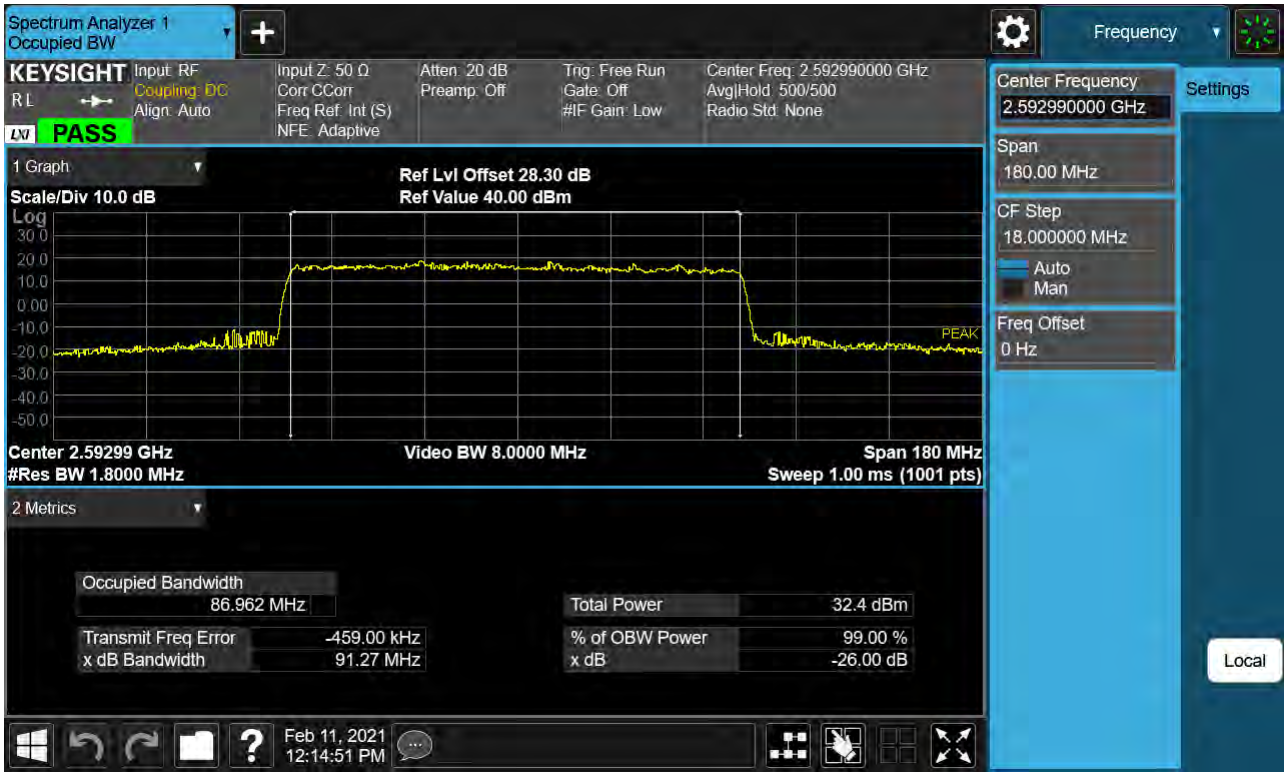 Spectrum Analyzer 1
Occupied BW
+
Frequency
KEYSIGHT
RL
LXI
PASS
Input: RF
Coupling: DC
Align: Auto
Input Z: 50 Ω
Corr CCorr
Freq Ref: Int (S)
NFE: Adaptive
Atten: 20 dB
Preamp: Off
Trig: Free Run
Gate: Off
#IF Gain: Low
Center Freq: 2.592990000 GHz
Avg|Hold: 500/500
Radio Std: None
1 Graph
Scale/Div 10.0 dB
Ref Lvl Offset 28.30 dB
Ref Value 40.00 dBm
Log
30.0
20.0
10.0
0.00
-10.0
-20.0
-30.0
-40.0
-50.0
PEAK
Center 2.59299 GHz
#Res BW 1.8000 MHz
Video BW 8.0000 MHz
Span 180 MHz
Sweep 1.00 ms (1001 pts)
2 Metrics
Occupied Bandwidth
86.962 MHz
Transmit Freq Error -459.00 kHz
x dB Bandwidth 91.27 MHz
Total Power 32.4 dBm
% of OBW Power 99.00 %
x dB -26.00 dB
Center Frequency
2.592990000 GHz
Span
180.00 MHz
CF Step
18.000000 MHz
Auto
Man
Freq Offset
0 Hz
Settings
Local
?
Feb 11, 2021
12:14:51 PM